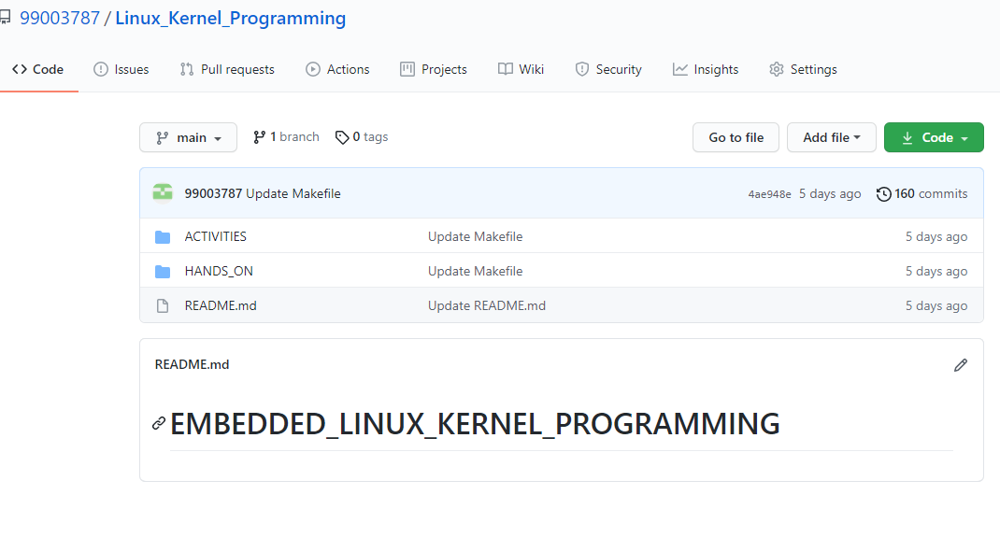 99003787 / Linux_Kernel_Programming
Code Issues Pull requests Actions Projects Wiki Security Insights Settings
main 1 branch 0 tags Go to file Add file Code
99003787 Update Makefile 4ae948e 5 days ago 160 commits
ACTIVITIES Update Makefile 5 days ago
HANDS_ON Update Makefile 5 days ago
README.md Update README.md 5 days ago
README.md
EMBEDDED_LINUX_KERNEL_PROGRAMMING